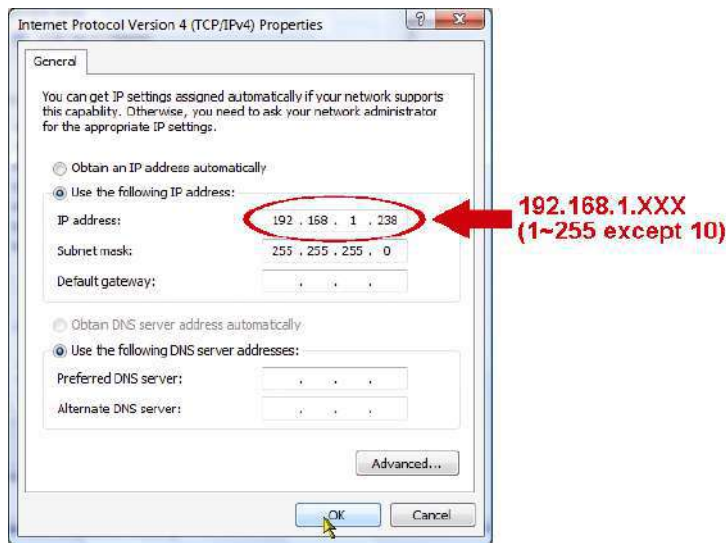 Internet Protocol Version 4 (TCP/IPv4) Properties
General
You can get IP settings assigned automatically if your network supports
this capability. Otherwise, you need to ask your network administrator
for the appropriate IP settings.
Obtain an IP address automatically
Use the following IP address:
IP address: 192 . 168 . 1 . 238
192.168.1.XXX
(1~255 except 10)
Subnet mask: 255 . 255 . 255 . 0
Default gateway: . . .
Obtain DNS server address automatically
Use the following DNS server addresses:
Preferred DNS server: . . .
Alternate DNS server: . . .
Advanced...
OK Cancel